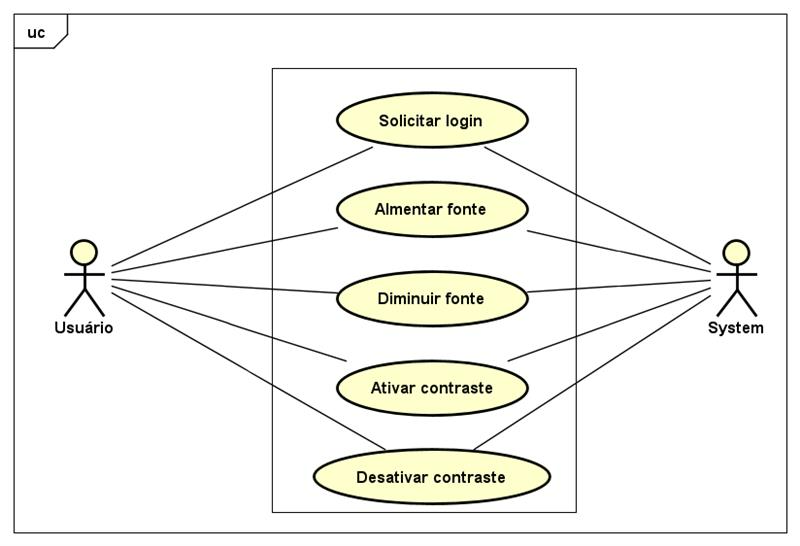 uc
Solicitar login
Almentar fonte
Diminuir fonte
Usuário
System
Ativar contraste
Desativar contraste